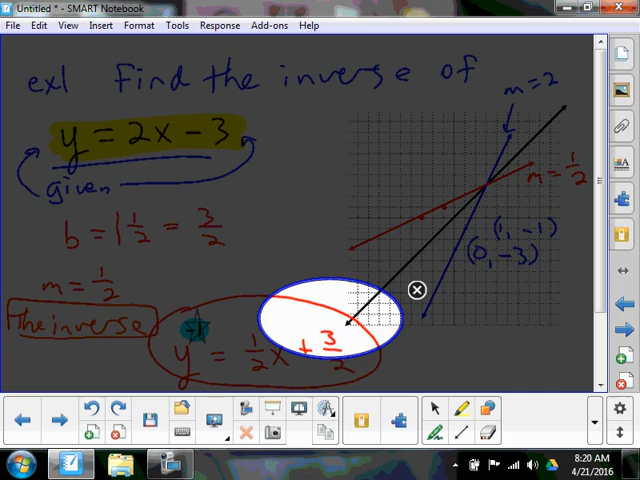 Untitled * - SMART Notebook
File Edit View Insert Format Tools Add-ons Response Help
ex1 Find the inverse of
m = 2
y = 2x - 3
given
m = 1/2
b = 1 1/2 = 3/2
(1, -1)
(0, -3)
m = 1/2
The inverse
y⁻¹ = 1/2 x + 3/2
8:20 AM
4/21/2016